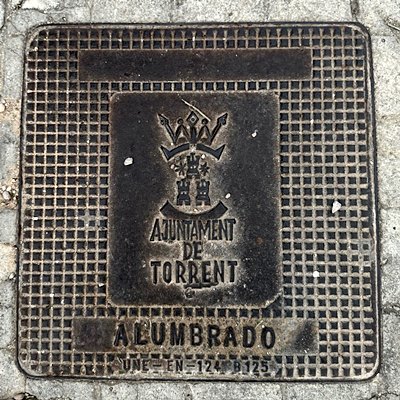 AJUNTAMENT
DE
TORRENT
ALUMBRADO
UNE-EN-124 B125